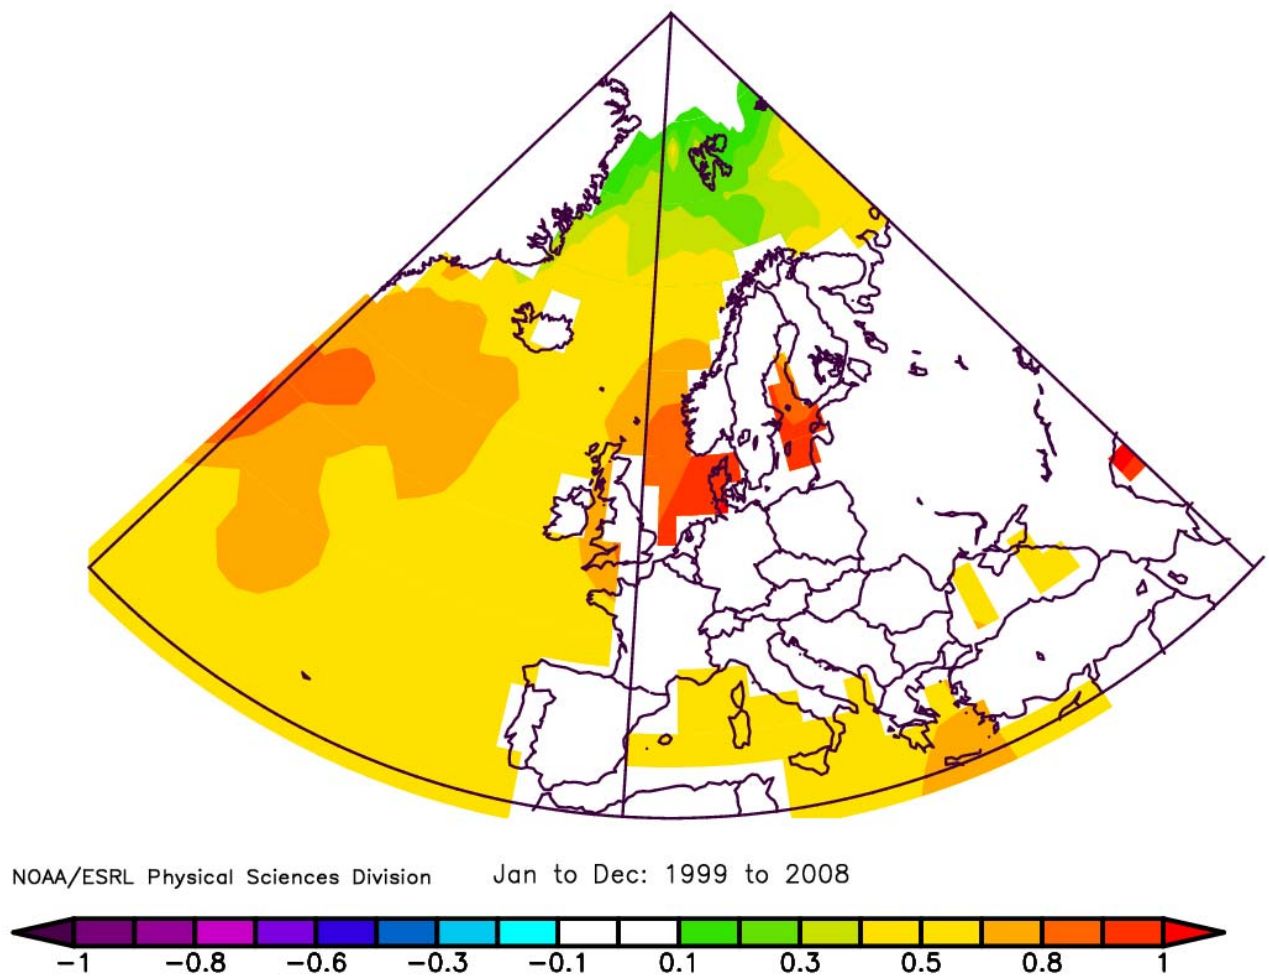 NOAA/ESRL Physical Sciences Division Jan to Dec: 1999 to 2008
−1 −0.8 −0.6 −0.3 −0.1 0.1 0.3 0.5 0.8 1